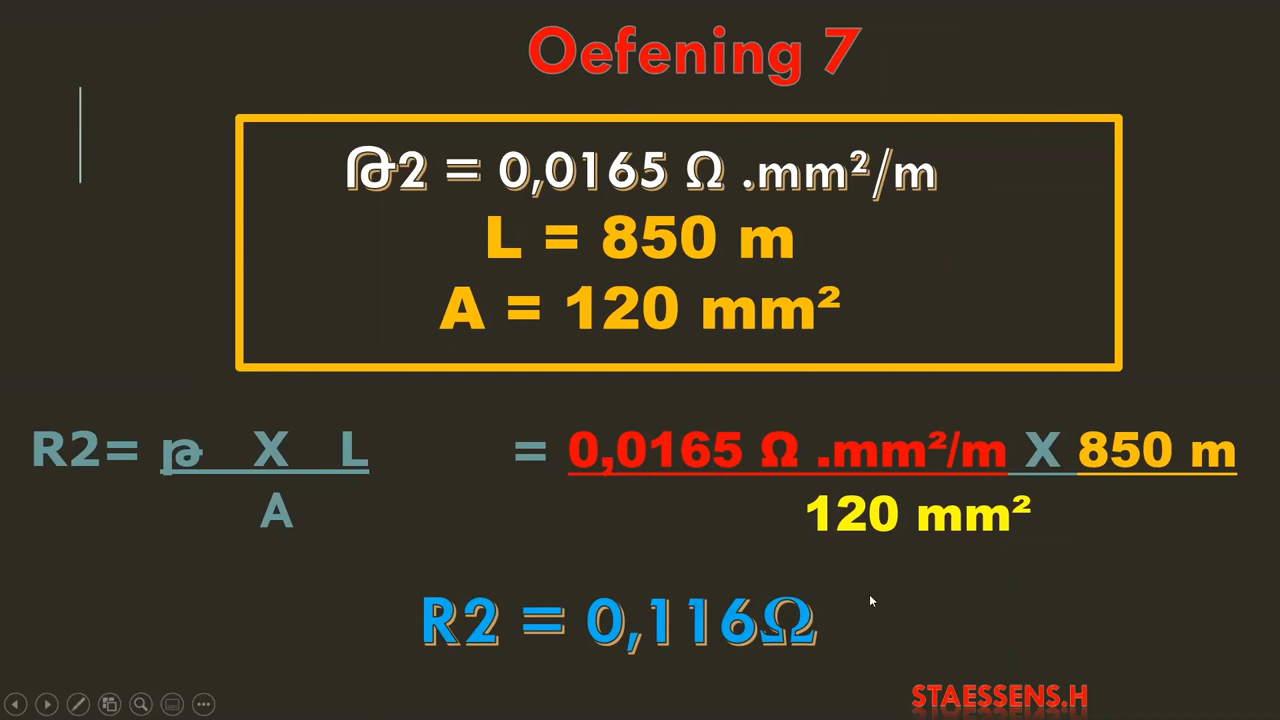 Oefening 7
Թ2 = 0,0165 Ω .mm²/m
L = 850 m
A = 120 mm²
R2= թ X L = 0,0165 Ω .mm²/m X 850 m
A 120 mm²
R2 = 0,116Ω
STAESSENS.H